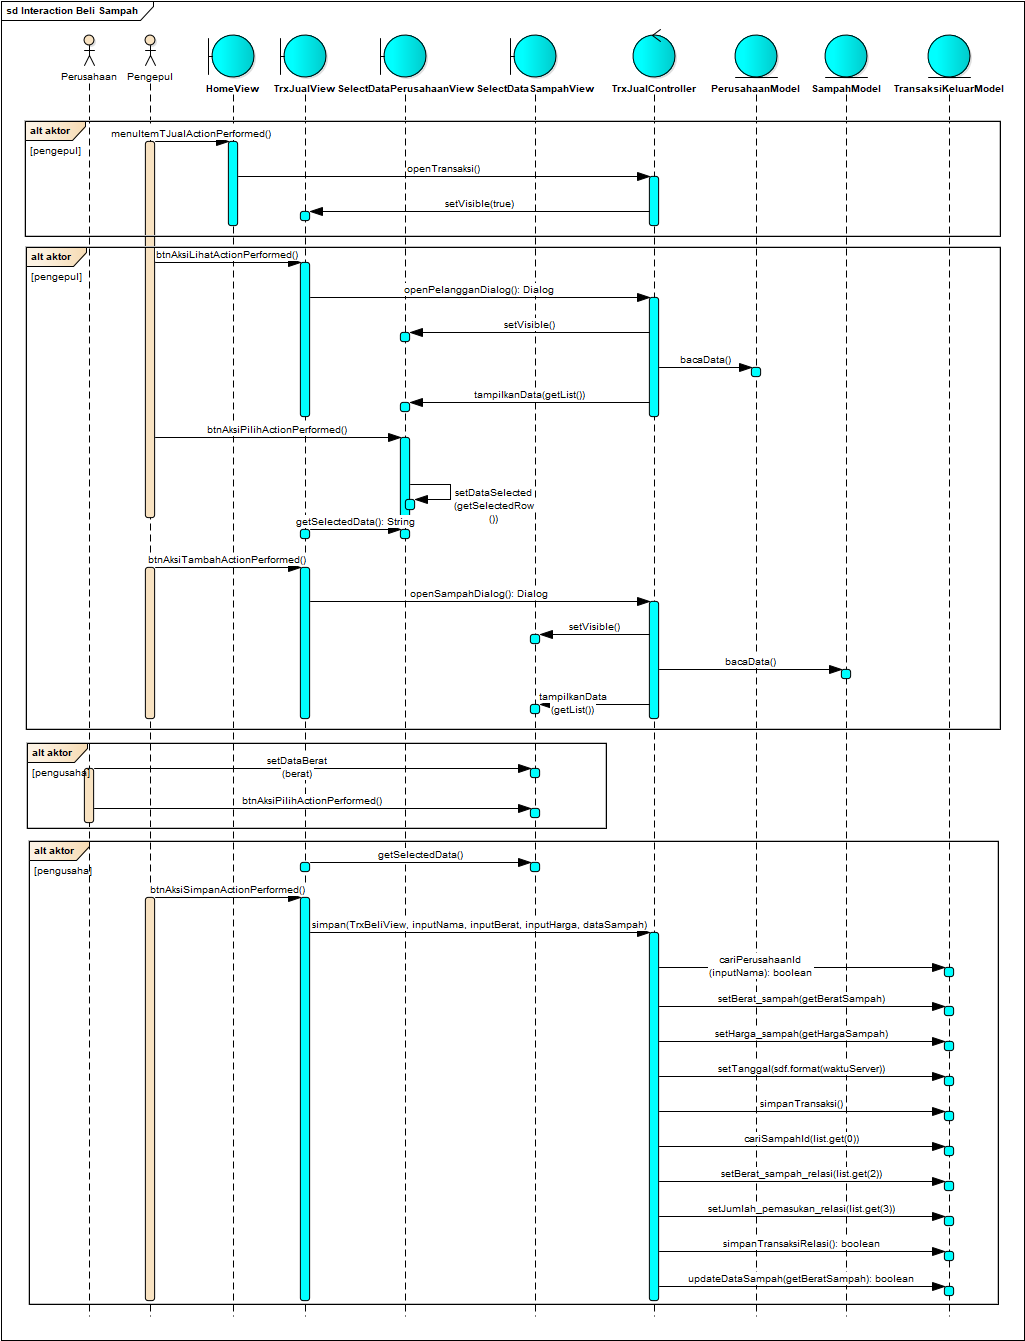 sd Interaction Beli Sampah
Perusahaan
Pengepul
HomeView
TrxJualView
SelectDataPerusahaanView
SelectDataSampahView
TrxJualController
PerusahaanModel
SampahModel
TransaksiKeluarModel
alt aktor
[pengepul]
menuItemTJualActionPerformed()
openTransaksi()
setVisible(true)
alt aktor
[pengepul]
btnAksiLihatActionPerformed()
openPelangganDialog(): Dialog
setVisible()
bacaData()
tampilkanData(getList())
btnAksiPilihActionPerformed()
setDataSelected
(getSelectedRow
())
getSelectedData(): String
btnAksiTambahActionPerformed()
openSampahDialog(): Dialog
setVisible()
bacaData()
tampilkanData
(getList())
alt aktor
[pengusaha]
setDataBerat
(berat)
btnAksiPilihActionPerformed()
alt aktor
[pengusaha]
getSelectedData()
btnAksiSimpanActionPerformed()
simpan(TrxBeliView, inputNama, inputBerat, inputHarga, dataSampah)
cariPerusahaanId
(inputNama): boolean
setBerat_sampah(getBeratSampah)
setHarga_sampah(getHargaSampah)
setTanggal(sdf.format(waktuServer))
simpanTransaksi()
cariSampahId(list.get(0))
setBerat_sampah_relasi(list.get(2))
setJumlah_pemasukan_relasi(list.get(3))
simpanTransaksiRelasi(): boolean
updateDataSampah(getBeratSampah): boolean